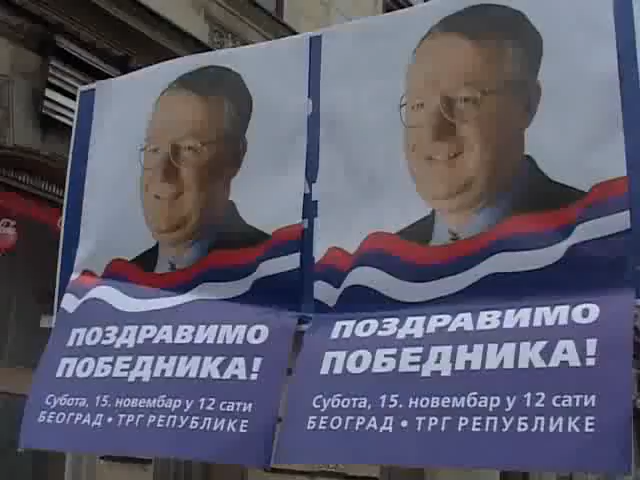 ПОЗДРАВИМО
ПОБЕДНИКА!
Субота, 15. новембар у 12 сати
БЕОГРАД • ТРГ РЕПУБЛИКЕ
ПОЗДРАВИМО
ПОБЕДНИКА!
Субота, 15. новембар у 12 сати
БЕОГРАД • ТРГ РЕПУБЛИКЕ